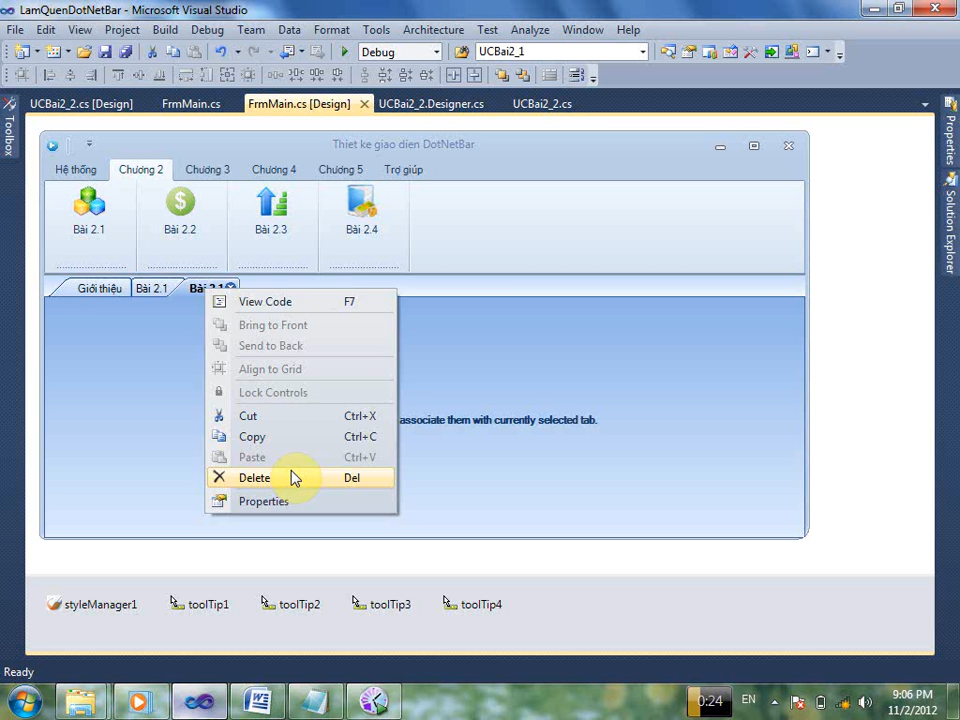 LamQuenDotNetBar - Microsoft Visual Studio
File Edit View Project Build Debug Team Data Format Tools Architecture Test Analyze Window Help
Debug UCBai2_1
UCBai2_2.cs [Design] FrmMain.cs FrmMain.cs [Design] UCBai2_2.Designer.cs UCBai2_2.cs
Toolbox
Properties
Solution Explorer
Thiet ke giao dien DotNetBar
Hệ thống Chương 2 Chương 3 Chương 4 Chương 5 Trợ giúp
Bài 2.1 Bài 2.2 Bài 2.3 Bài 2.4
Giới thiệu Bài 2.1 Bài 2.1
View Code F7
Bring to Front
Send to Back
Align to Grid
Lock Controls
Cut Ctrl+X
Copy Ctrl+C
associate them with currently selected tab.
Paste Ctrl+V
Delete Del
Properties
styleManager1 toolTip1 toolTip2 toolTip3 toolTip4
Ready
0:24 EN 9:06 PM
11/2/2012